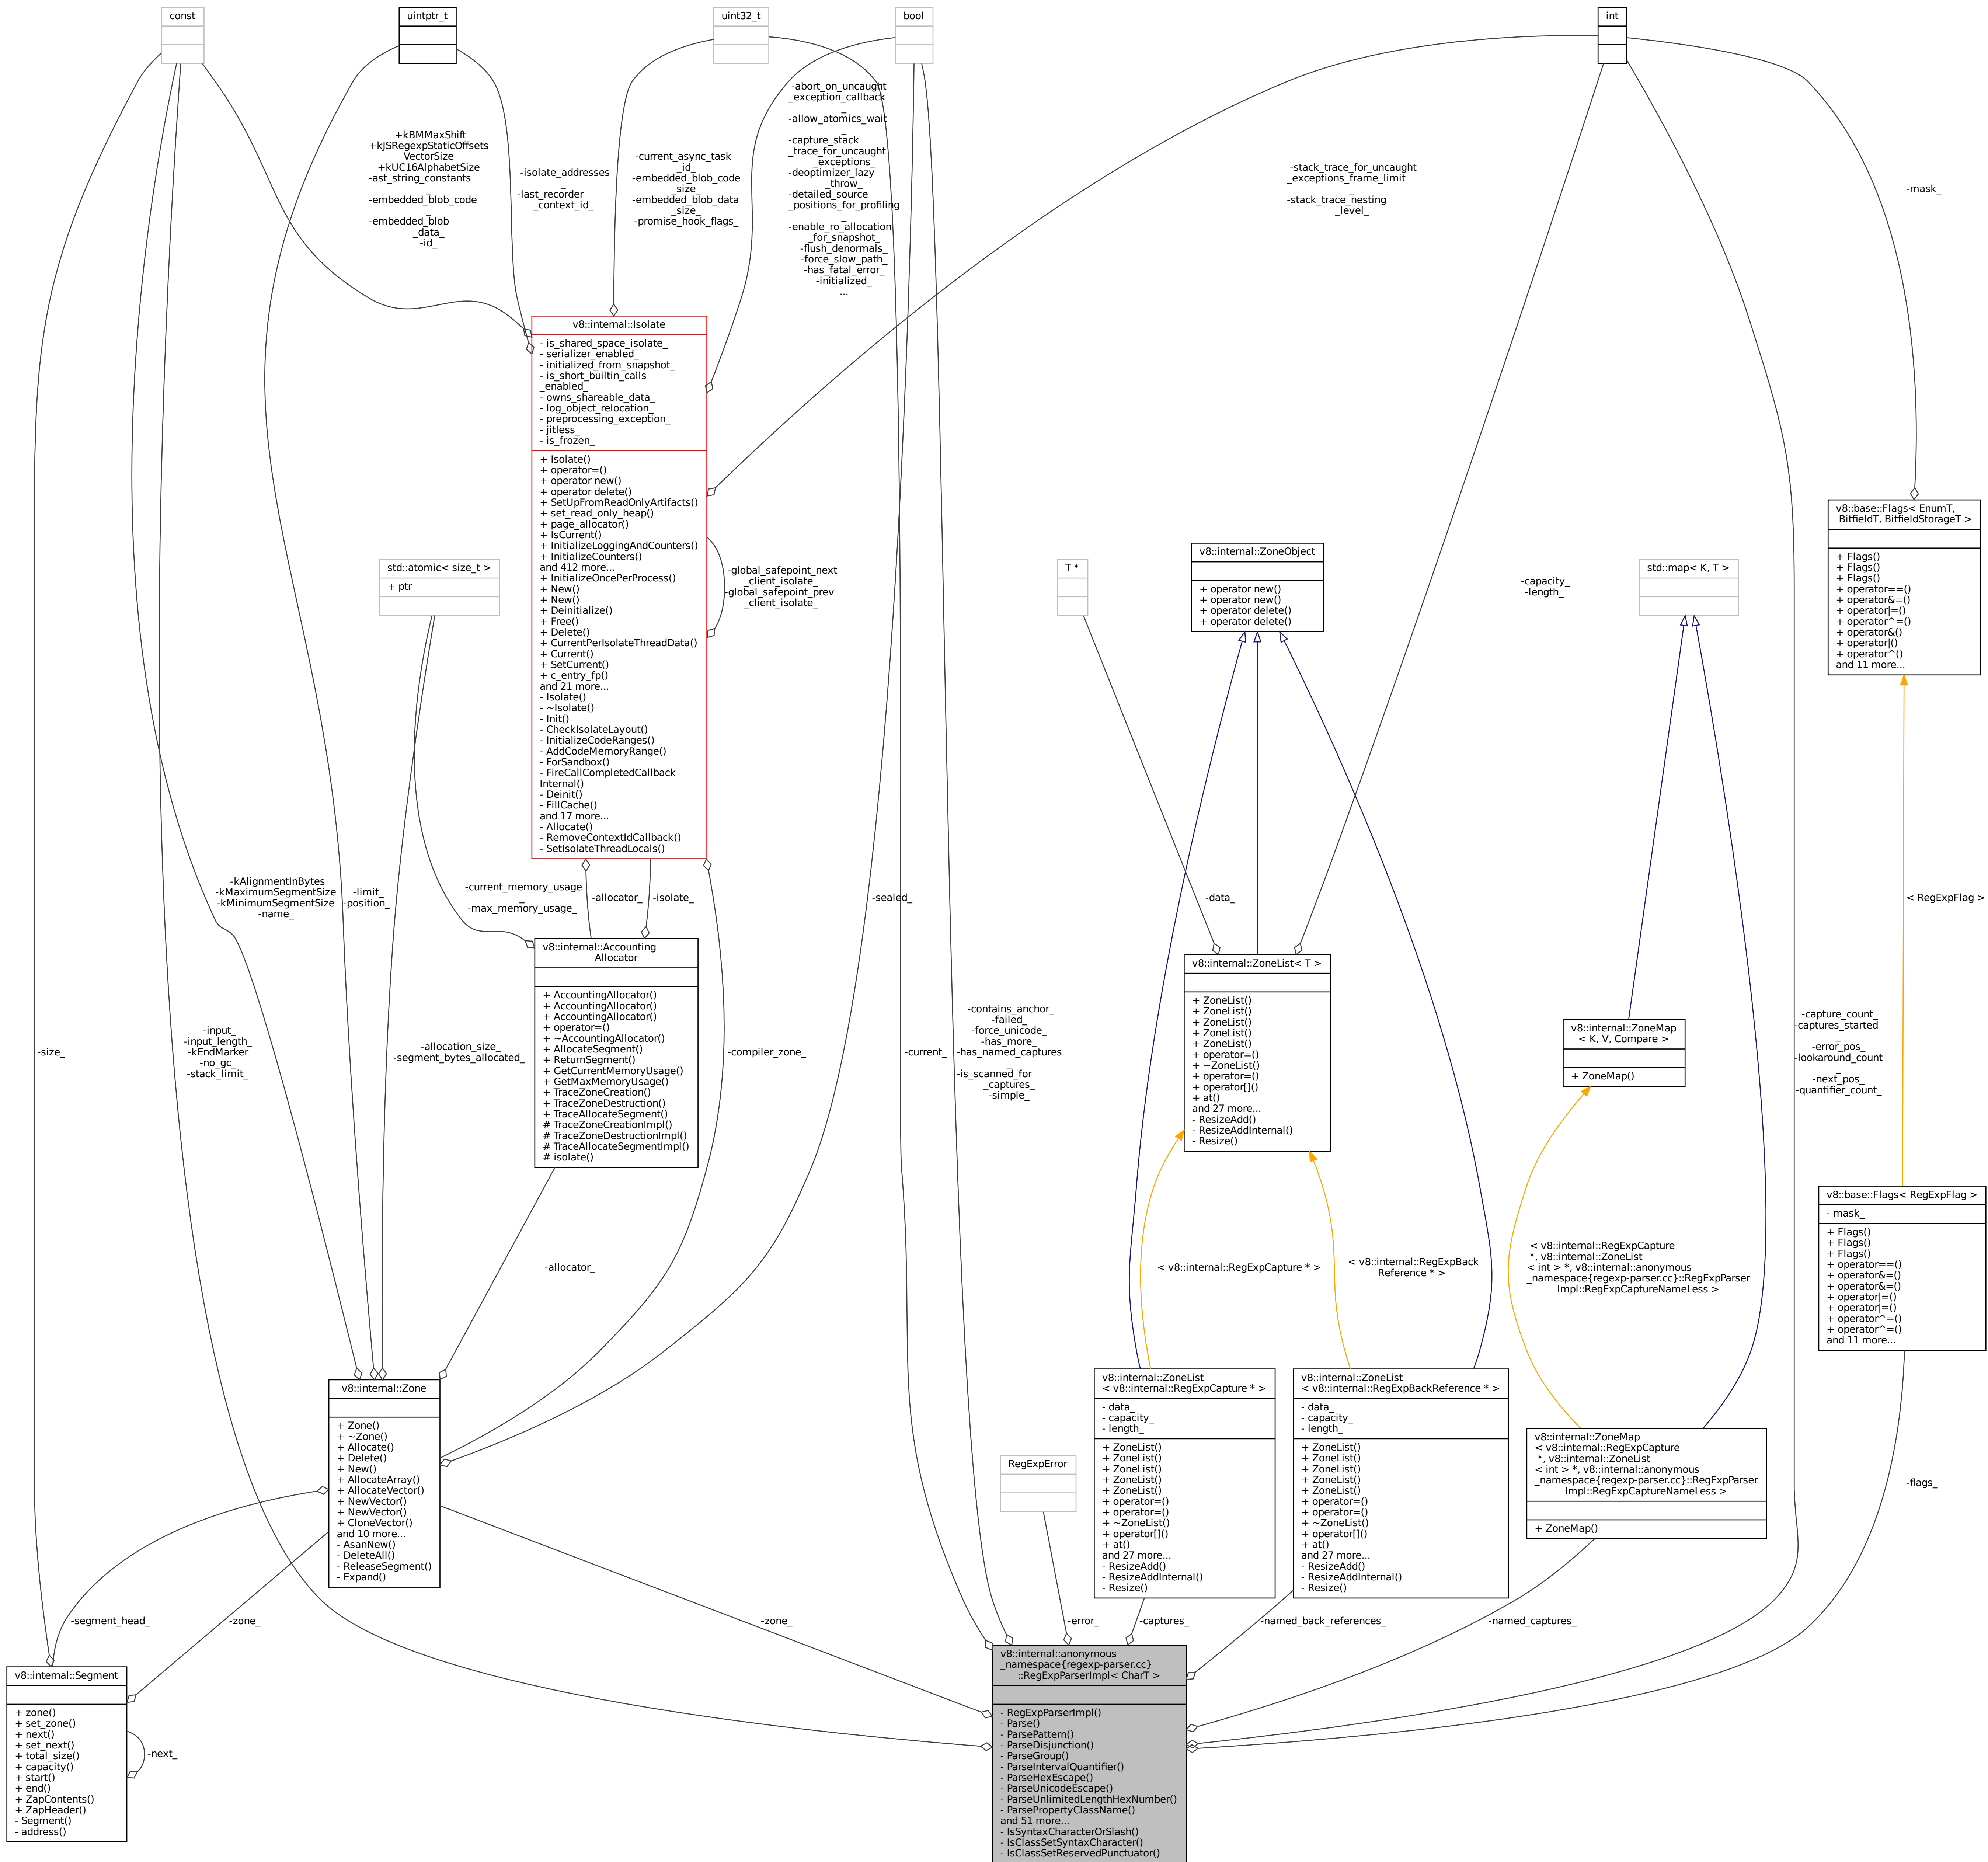 const
uintptr_t
uint32_t
bool
int
+kBMMaxShift
+kJSRegexpStaticOffsets
VectorSize
+kUC16AlphabetSize
-ast_string_constants
_
-embedded_blob_code
_
-embedded_blob
_data_
-id_
-isolate_addresses
_
-last_recorder
_context_id_
-current_async_task
_id_
-embedded_blob_code
_size_
-embedded_blob_data
_size_
-promise_hook_flags_
-abort_on_uncaught
_exception_callback
_
-allow_atomics_wait
_
-capture_stack
_trace_for_uncaught
_exceptions_
-deoptimizer_lazy
_throw_
-detailed_source
_positions_for_profiling
_
-enable_ro_allocation
_for_snapshot_
-flush_denormals_
-force_slow_path_
-has_fatal_error_
-initialized_
...
-stack_trace_for_uncaught
_exceptions_frame_limit
_
-stack_trace_nesting
_level_
-mask_
v8::internal::Isolate
- is_shared_space_isolate_
- serializer_enabled_
- initialized_from_snapshot_
- is_short_builtin_calls
_enabled_
- owns_shareable_data_
- log_object_relocation_
- preprocessing_exception_
- jitless_
- is_frozen_
+ Isolate()
+ operator=()
+ operator new()
+ operator delete()
+ SetUpFromReadOnlyArtifacts()
+ set_read_only_heap()
+ page_allocator()
+ IsCurrent()
+ InitializeLoggingAndCounters()
+ InitializeCounters()
and 412 more...
+ InitializeOncePerProcess()
+ New()
+ New()
+ Deinitialize()
+ Free()
+ Delete()
+ CurrentPerIsolateThreadData()
+ Current()
+ SetCurrent()
+ c_entry_fp()
and 21 more...
- Isolate()
- ~Isolate()
- Init()
- CheckIsolateLayout()
- InitializeCodeRanges()
- AddCodeMemoryRange()
- ForSandbox()
- FireCallCompletedCallback
Internal()
- Deinit()
- FillCache()
and 17 more...
- Allocate()
- RemoveContextIdCallback()
- SetIsolateThreadLocals()
-global_safepoint_next
_client_isolate_
-global_safepoint_prev
_client_isolate_
std::atomic< size_t >
+ ptr
T *
v8::internal::ZoneObject
+ operator new()
+ operator new()
+ operator delete()
+ operator delete()
-capacity_
-length_
std::map< K, T >
v8::base::Flags< EnumT,
BitfieldT, BitfieldStorageT >
+ Flags()
+ Flags()
+ Flags()
+ operator==()
+ operator&=()
+ operator|=()
+ operator^=()
+ operator&()
+ operator|()
+ operator^()
and 11 more...
-kAlignmentInBytes
-kMaximumSegmentSize
-kMinimumSegmentSize
-name_
-limit_
-position_
-current_memory_usage
_
-max_memory_usage_
-allocator_
-isolate_
-sealed_
-data_
< RegExpFlag >
v8::internal::Accounting
Allocator
+ AccountingAllocator()
+ AccountingAllocator()
+ AccountingAllocator()
+ operator=()
+ ~AccountingAllocator()
+ AllocateSegment()
+ ReturnSegment()
+ GetCurrentMemoryUsage()
+ GetMaxMemoryUsage()
+ TraceZoneCreation()
+ TraceZoneDestruction()
+ TraceAllocateSegment()
# TraceZoneCreationImpl()
# TraceZoneDestructionImpl()
# TraceAllocateSegmentImpl()
# isolate()
v8::internal::ZoneList< T >
+ ZoneList()
+ ZoneList()
+ ZoneList()
+ ZoneList()
+ ZoneList()
+ operator=()
+ ~ZoneList()
+ operator=()
+ operator[]()
+ at()
and 27 more...
- ResizeAdd()
- ResizeAddInternal()
- Resize()
v8::internal::ZoneMap
< K, V, Compare >
+ ZoneMap()
-size_
-input_
-input_length_
-kEndMarker
-no_gc_
-stack_limit_
-allocation_size_
-segment_bytes_allocated_
-compiler_zone_
-current_
-contains_anchor_
-failed_
-force_unicode_
-has_more_
-has_named_captures
_
-is_scanned_for
_captures_
-simple_
-capture_count_
-captures_started
_
-error_pos_
-lookaround_count
_
-next_pos_
-quantifier_count_
v8::base::Flags< RegExpFlag >
- mask_
+ Flags()
+ Flags()
+ Flags()
+ operator==()
+ operator&=()
+ operator&=()
+ operator|=()
+ operator|=()
+ operator^=()
+ operator^=()
and 11 more...
-allocator_
< v8::internal::RegExpCapture * >
< v8::internal::RegExpBack
Reference * >
< v8::internal::RegExpCapture
*, v8::internal::ZoneList
< int > *, v8::internal::anonymous
_namespace{regexp-parser.cc}::RegExpParser
Impl::RegExpCaptureNameLess >
v8::internal::Zone
+ Zone()
+ ~Zone()
+ Allocate()
+ Delete()
+ New()
+ AllocateArray()
+ AllocateVector()
+ NewVector()
+ NewVector()
+ CloneVector()
and 10 more...
- AsanNew()
- DeleteAll()
- ReleaseSegment()
- Expand()
RegExpError
v8::internal::ZoneList
< v8::internal::RegExpCapture * >
- data_
- capacity_
- length_
+ ZoneList()
+ ZoneList()
+ ZoneList()
+ ZoneList()
+ ZoneList()
+ operator=()
+ operator=()
+ ~ZoneList()
+ operator[]()
+ at()
and 27 more...
- ResizeAdd()
- ResizeAddInternal()
- Resize()
v8::internal::ZoneList
< v8::internal::RegExpBackReference * >
- data_
- capacity_
- length_
+ ZoneList()
+ ZoneList()
+ ZoneList()
+ ZoneList()
+ ZoneList()
+ operator=()
+ operator=()
+ ~ZoneList()
+ operator[]()
+ at()
and 27 more...
- ResizeAdd()
- ResizeAddInternal()
- Resize()
v8::internal::ZoneMap
< v8::internal::RegExpCapture
*, v8::internal::ZoneList
< int > *, v8::internal::anonymous
_namespace{regexp-parser.cc}::RegExpParser
Impl::RegExpCaptureNameLess >
+ ZoneMap()
-flags_
-segment_head_
-zone_
-zone_
-error_
-captures_
-named_back_references_
-named_captures_
v8::internal::Segment
+ zone()
+ set_zone()
+ next()
+ set_next()
+ total_size()
+ capacity()
+ start()
+ end()
+ ZapContents()
+ ZapHeader()
- Segment()
- address()
-next_
v8::internal::anonymous
_namespace{regexp-parser.cc}
::RegExpParserImpl< CharT >
- RegExpParserImpl()
- Parse()
- ParsePattern()
- ParseDisjunction()
- ParseGroup()
- ParseIntervalQuantifier()
- ParseHexEscape()
- ParseUnicodeEscape()
- ParseUnlimitedLengthHexNumber()
- ParsePropertyClassName()
and 51 more...
- IsSyntaxCharacterOrSlash()
- IsClassSetSyntaxCharacter()
- IsClassSetReservedPunctuator()